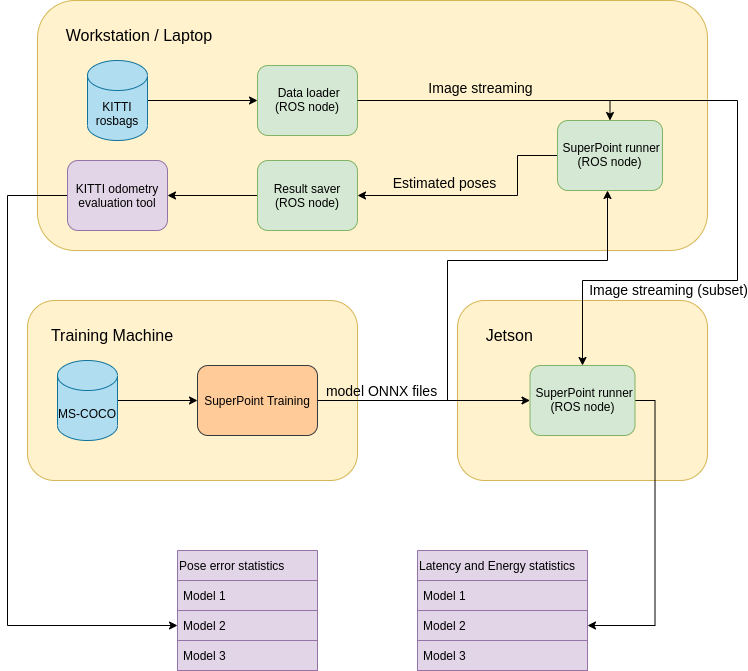 Workstation / Laptop
KITTI
rosbags
Data loader
(ROS node)
Image streaming
SuperPoint runner
(ROS node)
KITTI odometry
evaluation tool
Result saver
(ROS node)
Estimated poses
Image streaming (subset)
Training Machine
MS-COCO
SuperPoint Training
model ONNX files
Jetson
SuperPoint runner
(ROS node)
Pose error statistics
Model 1
Model 2
Model 3
Latency and Energy statistics
Model 1
Model 2
Model 3